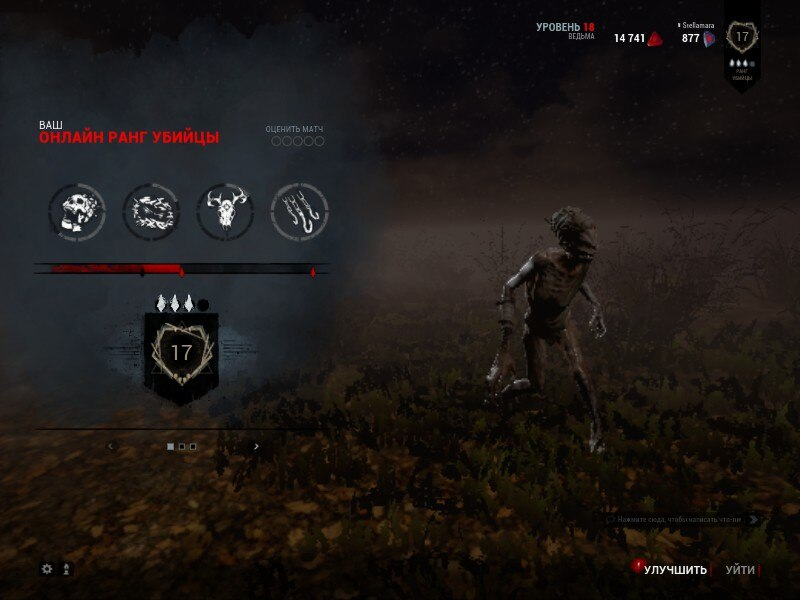 УРОВЕНЬ 18
ВЕДЬМА
14 741
Stellamara
877
17
РАНГ
УБИЙЦЫ
ВАШ
ОНЛАЙН РАНГ УБИЙЦЫ
ОЦЕНИТЬ МАТЧ
17
Нажмите сюда, чтобы написать что-ли
УЛУЧШИТЬ
УЙТИ